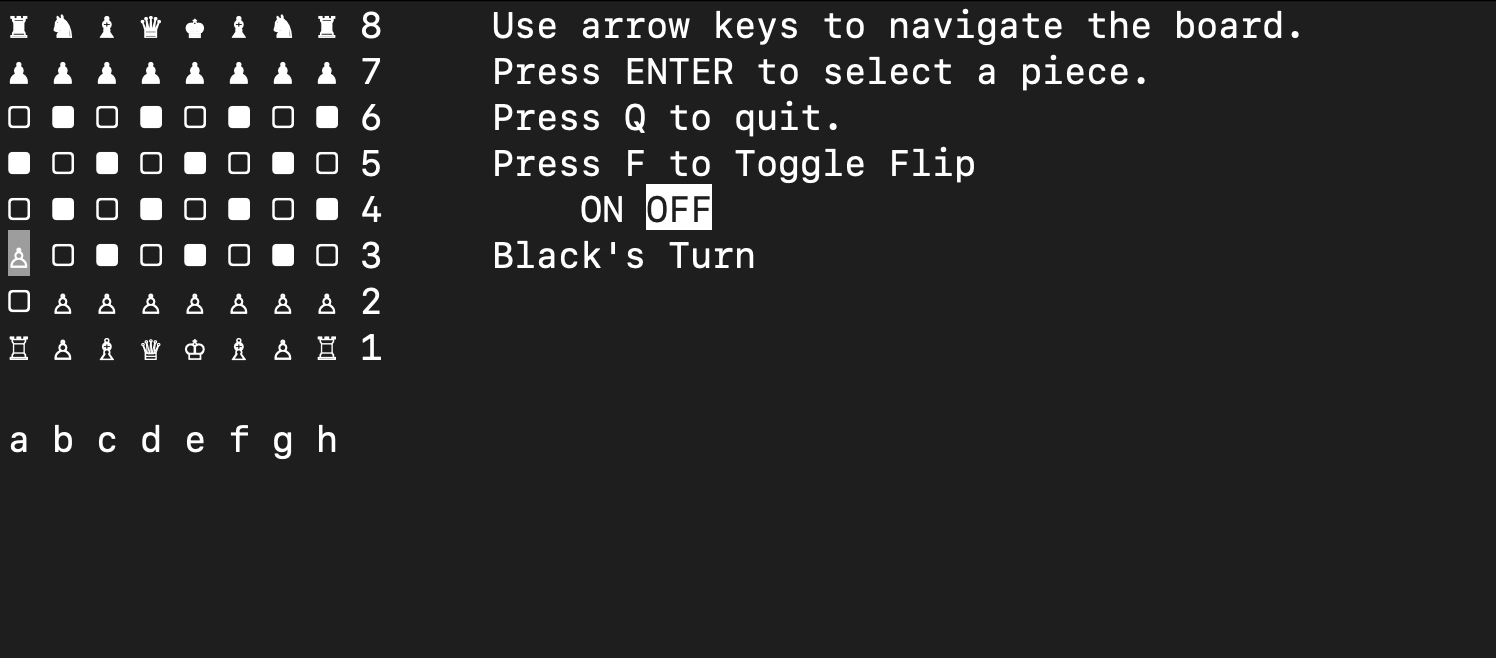 ♜ ♞ ♝ ♛ ♚ ♝ ♞ ♜ 8 Use arrow keys to navigate the board.
♟ ♟ ♟ ♟ ♟ ♟ ♟ ♟ 7 Press ENTER to select a piece.
▢ ■ ▢ ■ ▢ ■ ▢ ■ 6 Press Q to quit.
■ ▢ ■ ▢ ■ ▢ ■ ▢ 5 Press F to Toggle Flip
▢ ■ ▢ ■ ▢ ■ ▢ ■ 4 ON OFF
♙ ▢ ■ ▢ ■ ▢ ■ ▢ 3 Black's Turn
▢ ♙ ♙ ♙ ♙ ♙ ♙ ♙ 2
♖ ♙ ♗ ♕ ♔ ♗ ♙ ♖ 1
a b c d e f g h